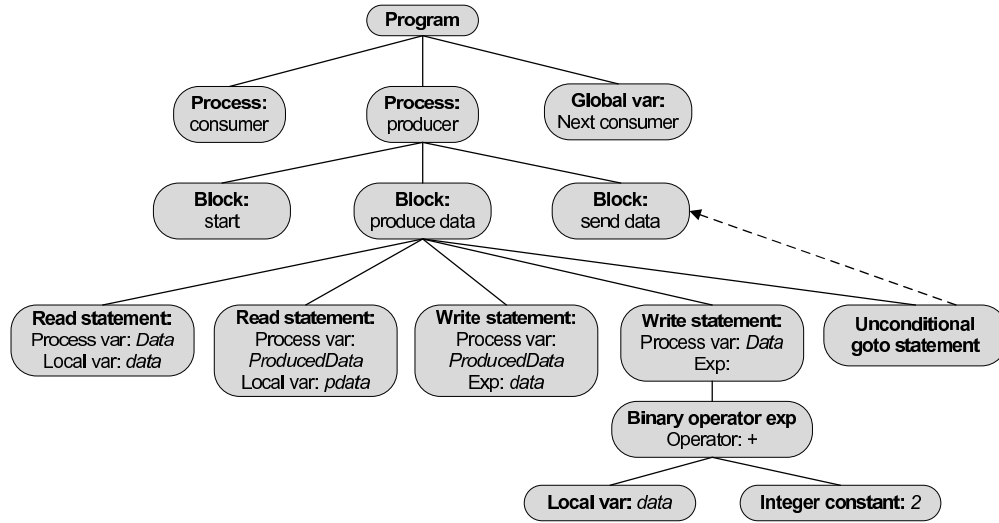 Program
Process:
consumer
Process:
producer
Global var:
Next consumer
Block:
start
Block:
produce data
Block:
send data
Read statement:
Process var: Data
Local var: data
Read statement:
Process var:
ProducedData
Local var: pdata
Write statement:
Process var:
ProducedData
Exp: data
Write statement:
Process var: Data
Exp:
Unconditional
goto statement
Binary operator exp
Operator: +
Local var: data
Integer constant: 2